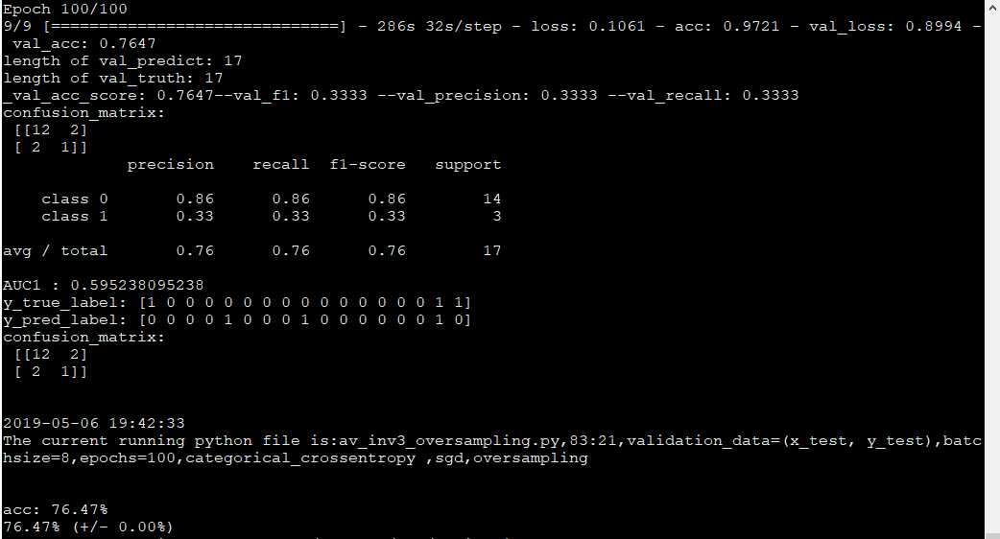 Epoch 100/100
9/9 [==============================] - 286s 32s/step - loss: 0.1061 - acc: 0.9721 - val_loss: 0.8994 -
val_acc: 0.7647
length of val_predict: 17
length of val_truth: 17
_val_acc_score: 0.7647--val_f1: 0.3333 --val_precision: 0.3333 --val_recall: 0.3333
confusion_matrix:
[[12  2]
[ 2  1]]
precision    recall  f1-score   support
class 0       0.86      0.86      0.86        14
class 1       0.33      0.33      0.33         3
avg / total       0.76      0.76      0.76        17
AUC1 : 0.595238095238
y_true_label: [1 0 0 0 0 0 0 0 0 0 0 0 0 0 0 1 1]
y_pred_label: [0 0 0 0 1 0 0 0 1 0 0 0 0 0 0 1 0]
confusion_matrix:
[[12  2]
[ 2  1]]
2019-05-06 19:42:33
The current running python file is:av_inv3_oversampling.py,83:21,validation_data=(x_test, y_test),batc
hsize=8,epochs=100,categorical_crossentropy ,sgd,oversampling
acc: 76.47%
76.47% (+/- 0.00%)